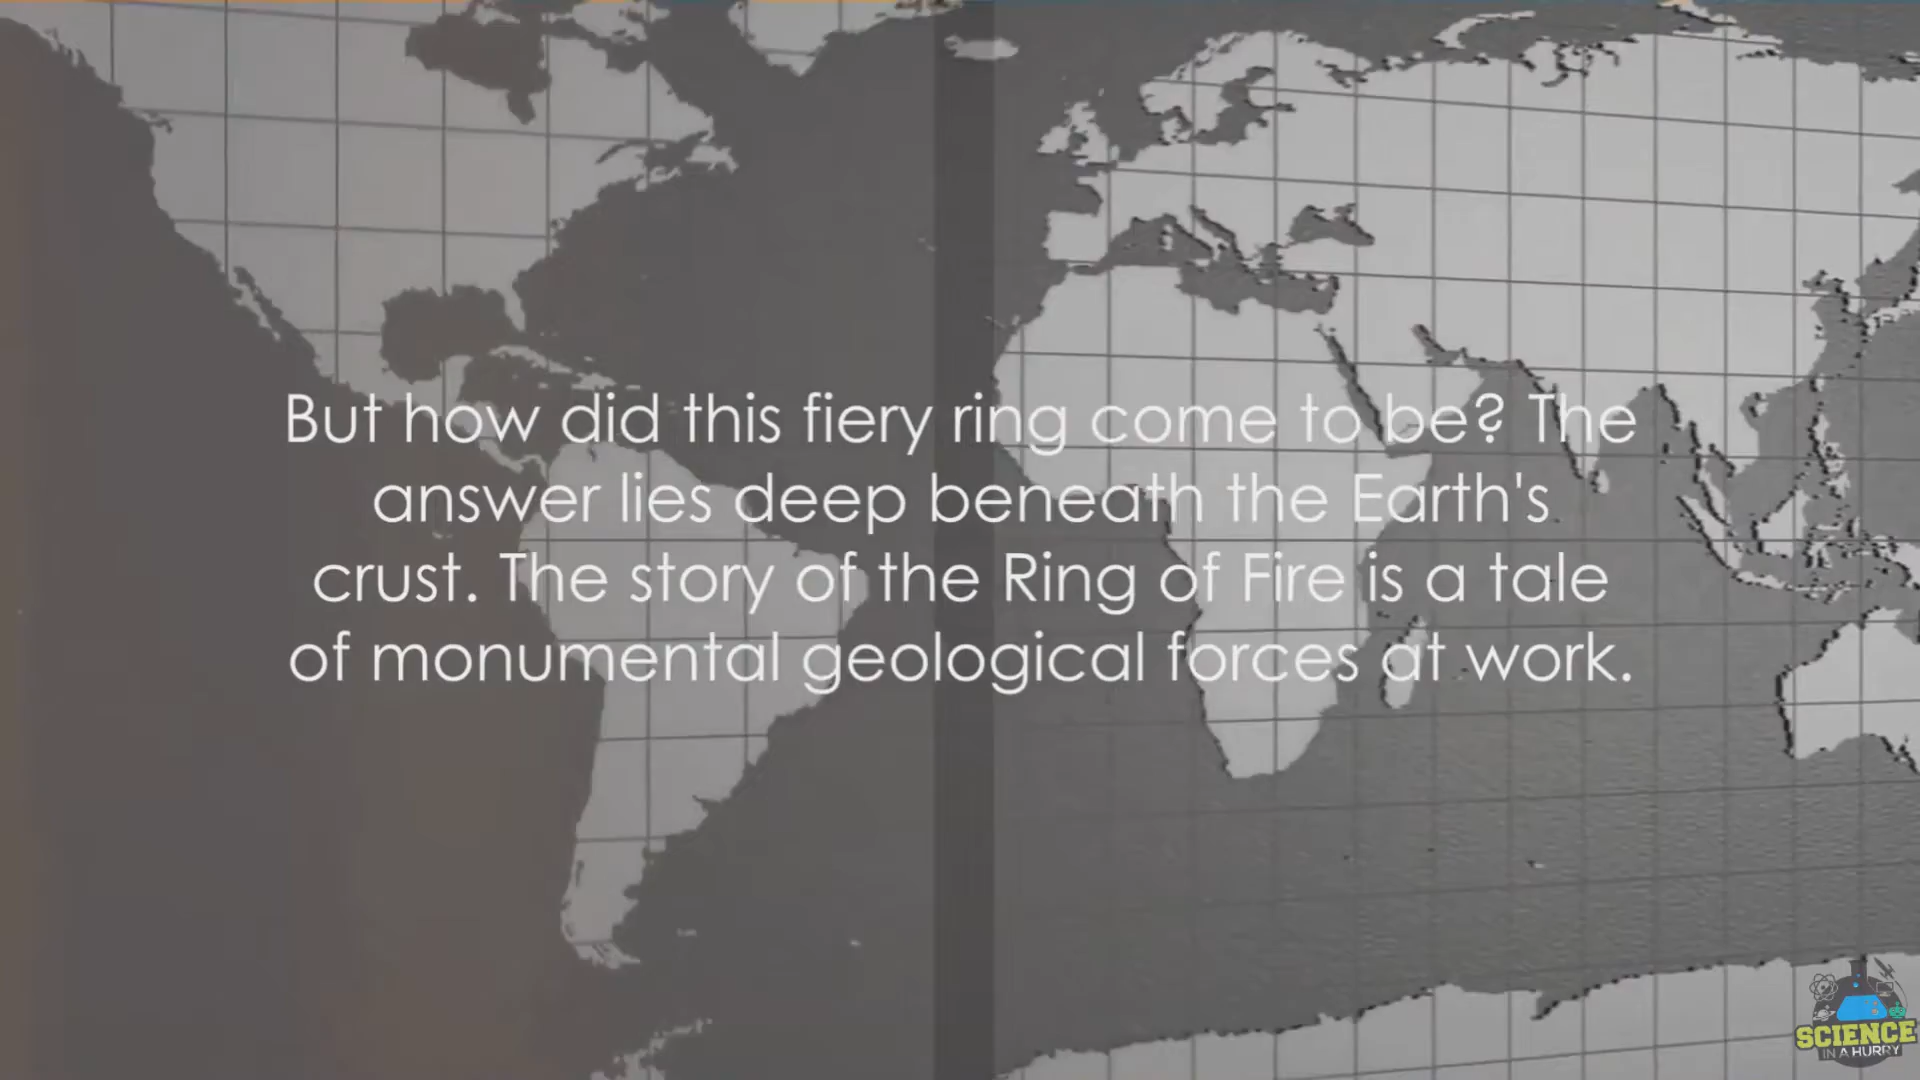 But how did this fiery ring come to be? The
answer lies deep beneath the Earth's
crust. The story of the Ring of Fire is a tale
of monumental geological forces at work.
SCIENCE
IN A HURRY